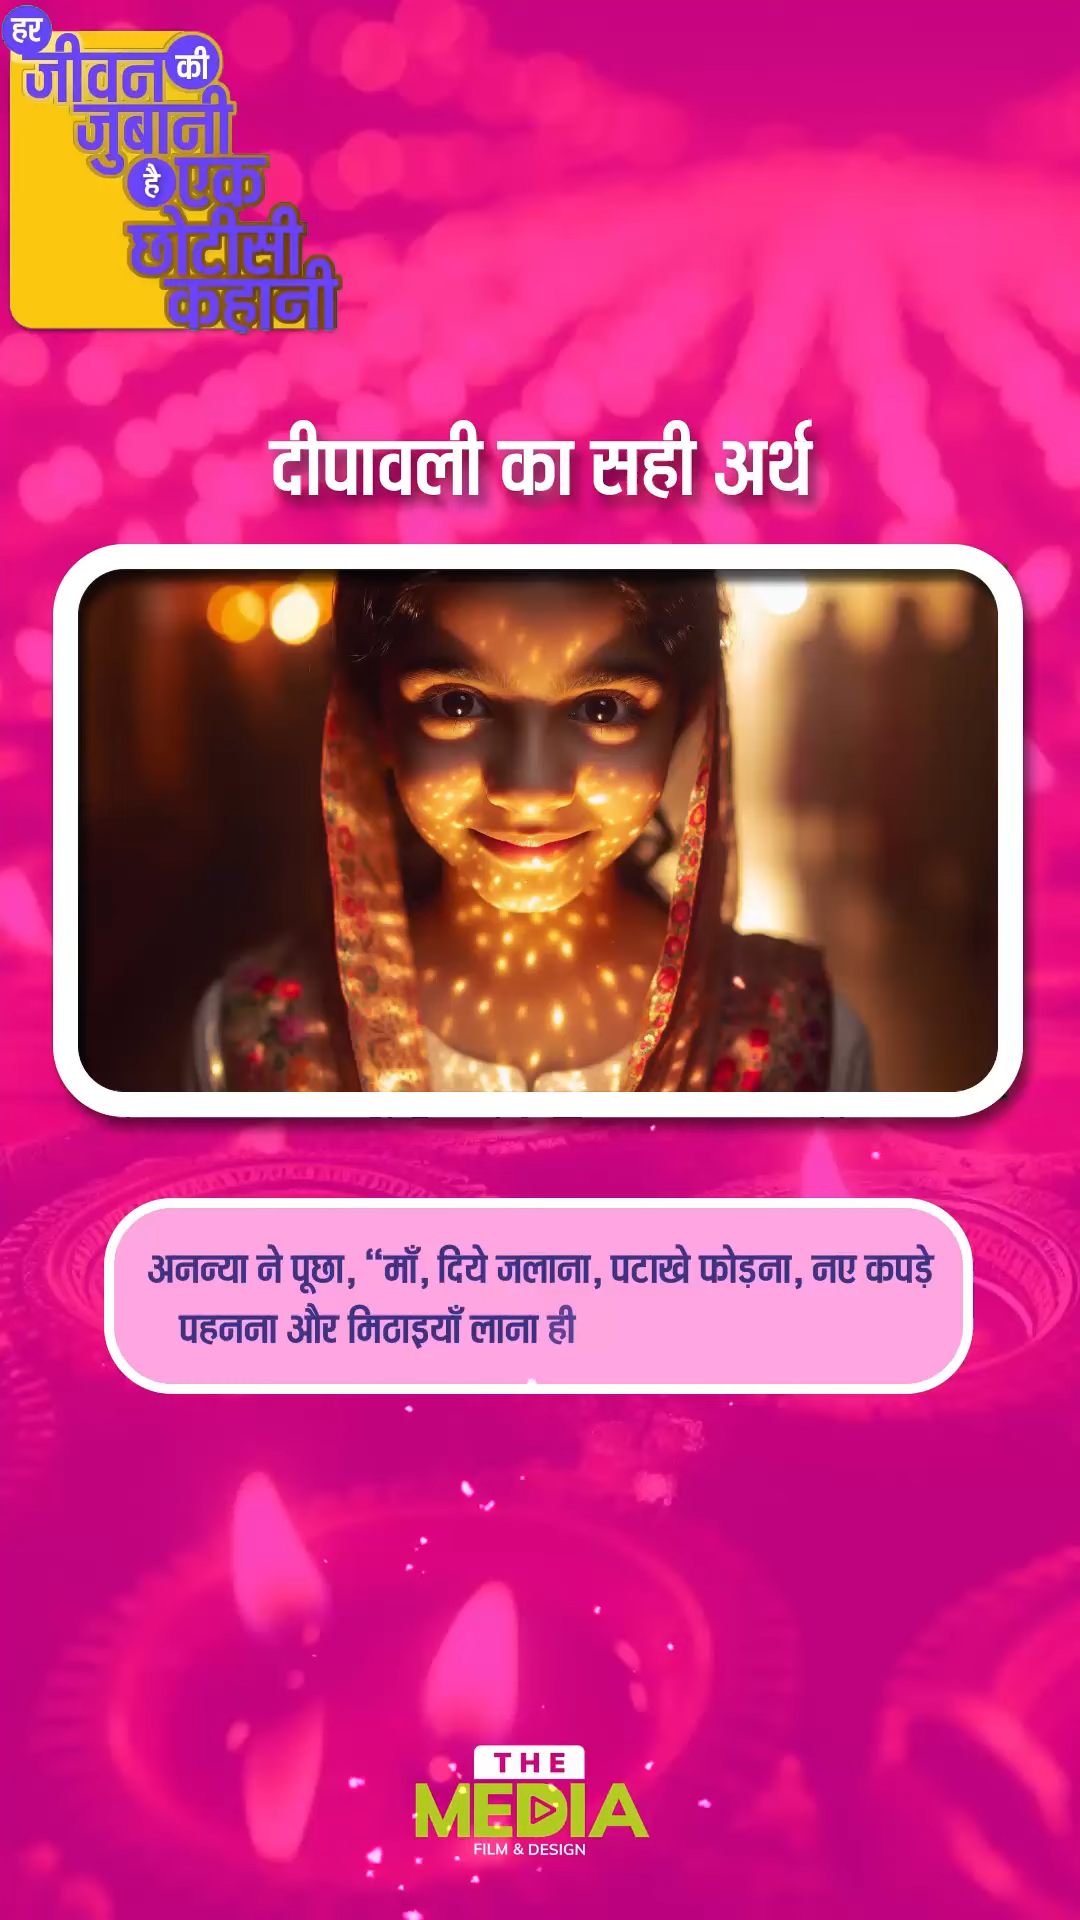 हर
जीवन की
जुबानी
है एक
छोटीसी
कहानी
दीपावली का सही अर्थ
अनन्या ने पूछा, “माँ, दिये जलाना, पटाखे फोड़ना, नए कपड़े
पहनना और मिठाइयाँ लाना ही
THE
MEDIA
FILM & DESIGN